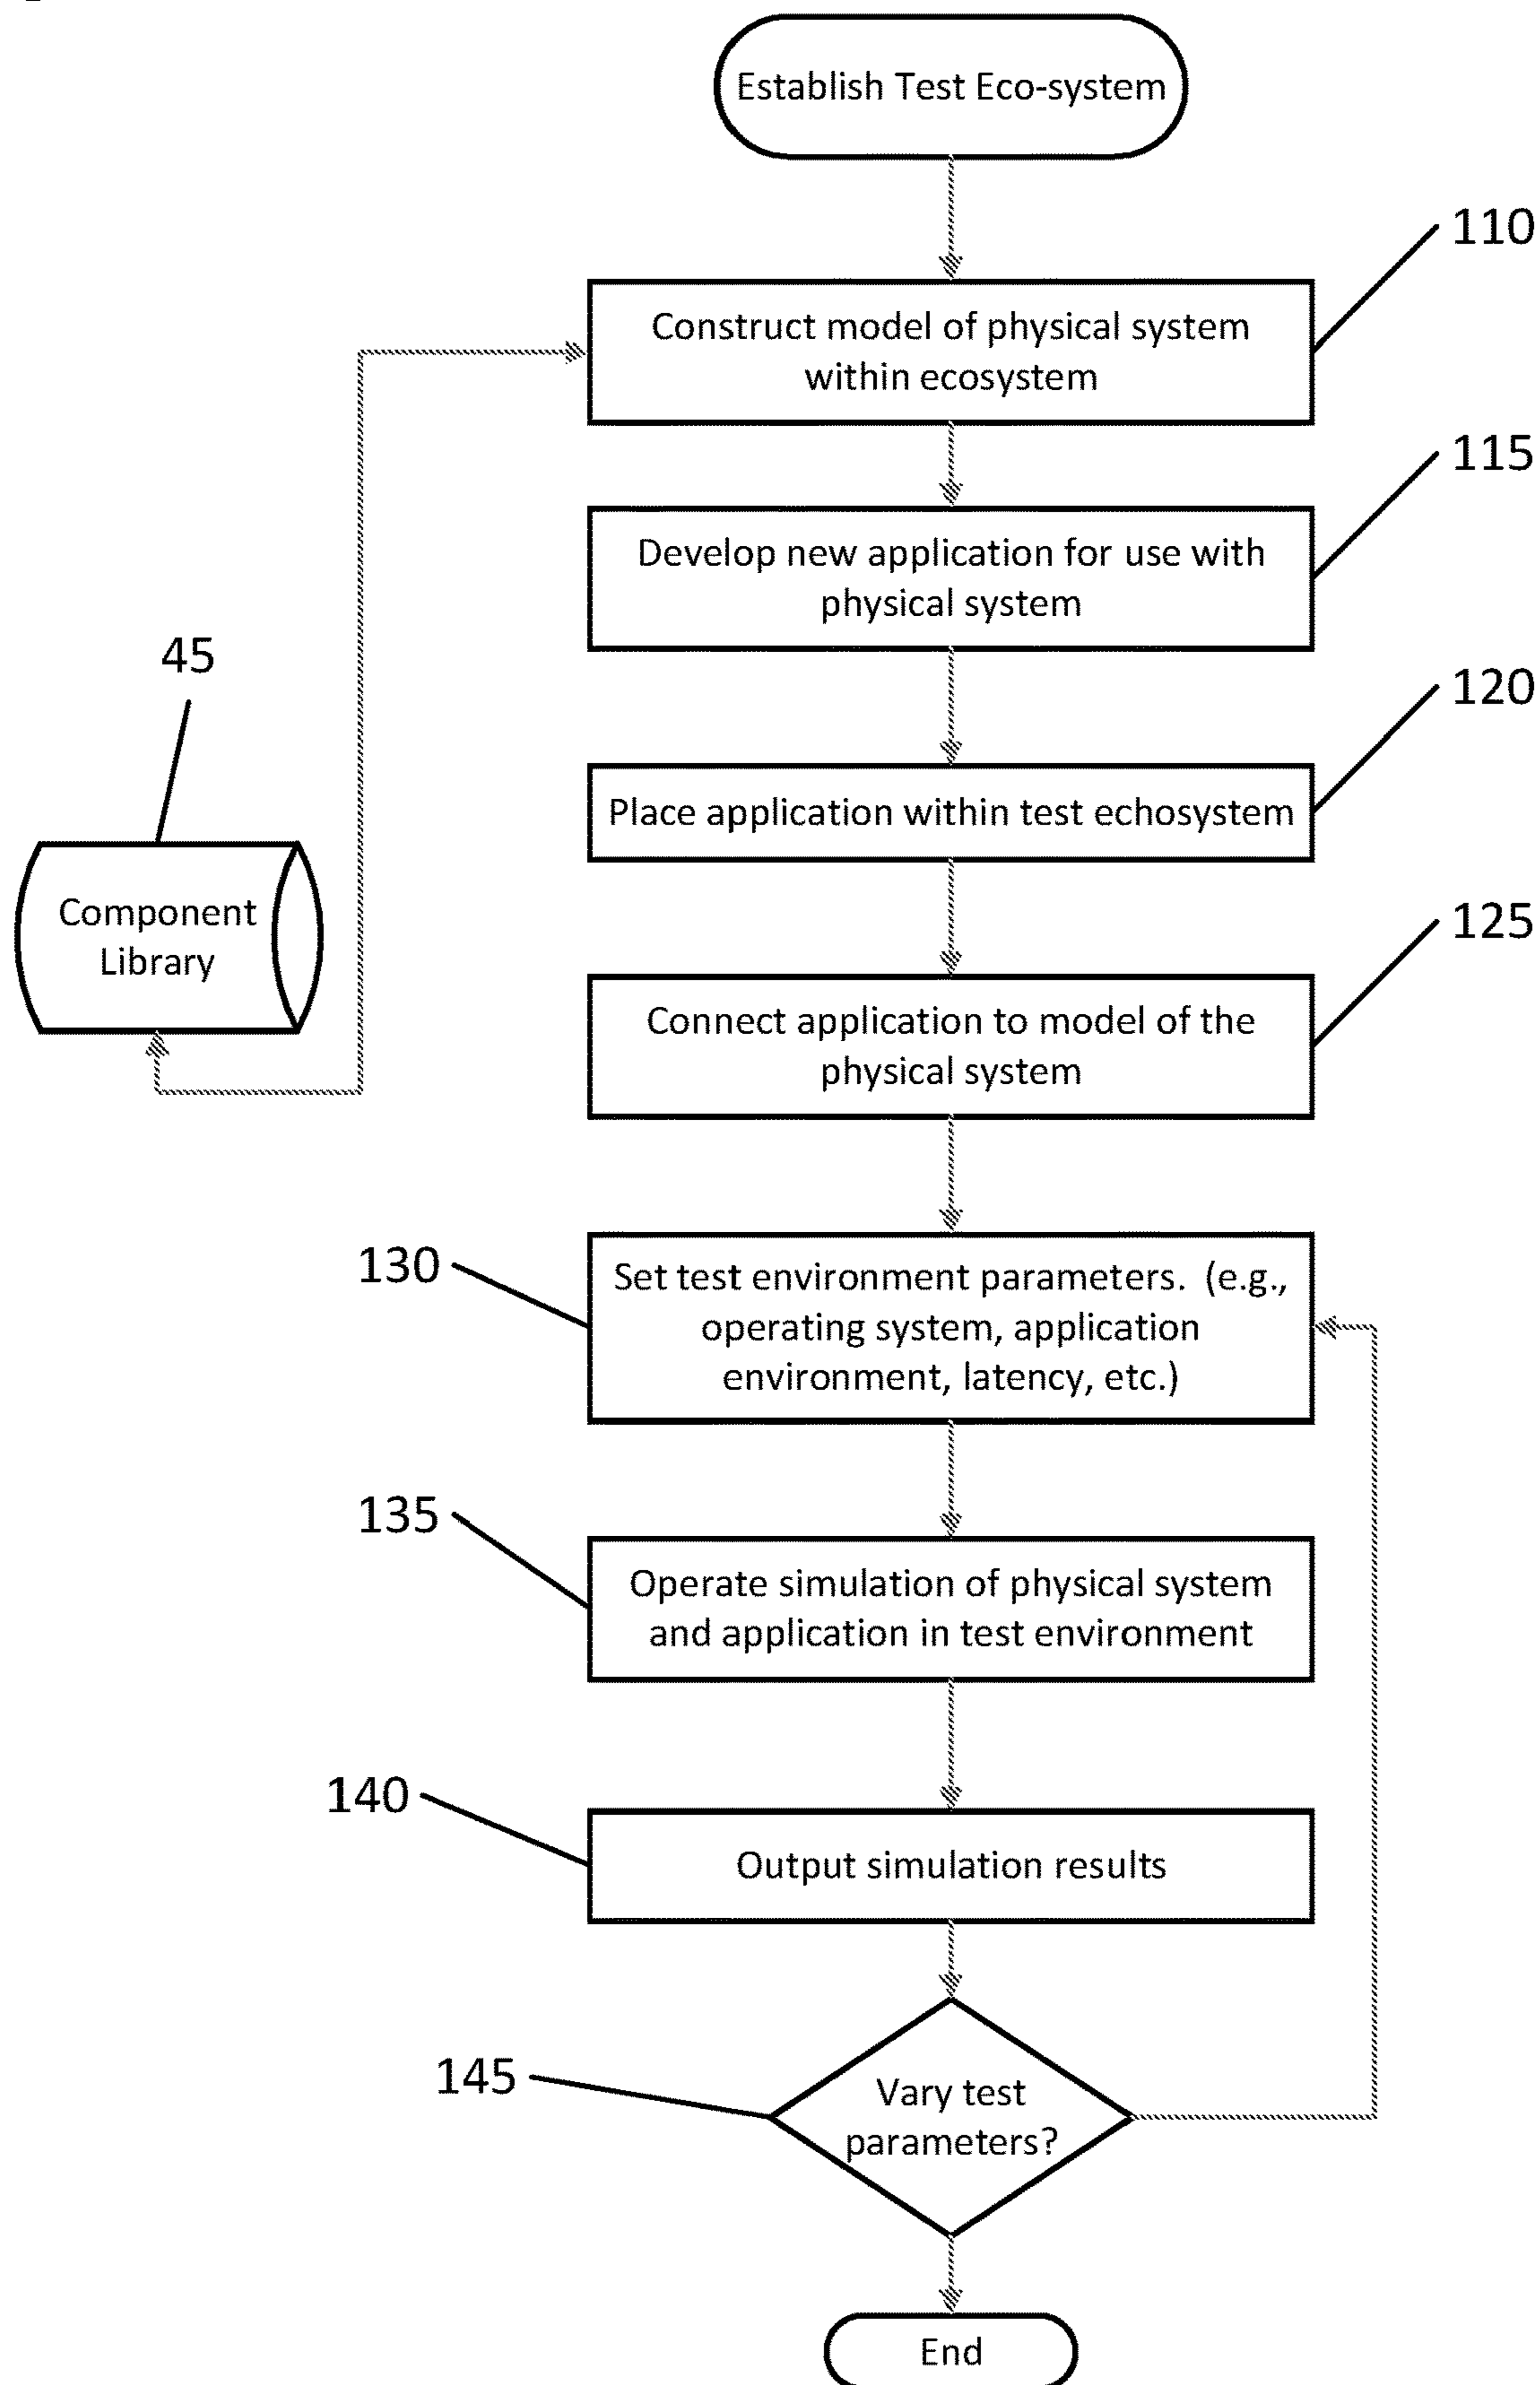 Establish Test Eco-system
110
Construct model of physical system
within ecosystem
115
Develop new application for use with
physical system
45
120
Place application within test echosystem
Component
Library
125
Connect application to model of the
physical system
130
Set test environment parameters. (e.g.,
operating system, application
environment, latency, etc.)
135
Operate simulation of physical system
and application in test environment
140
Output simulation results
145
Vary test
parameters?
End